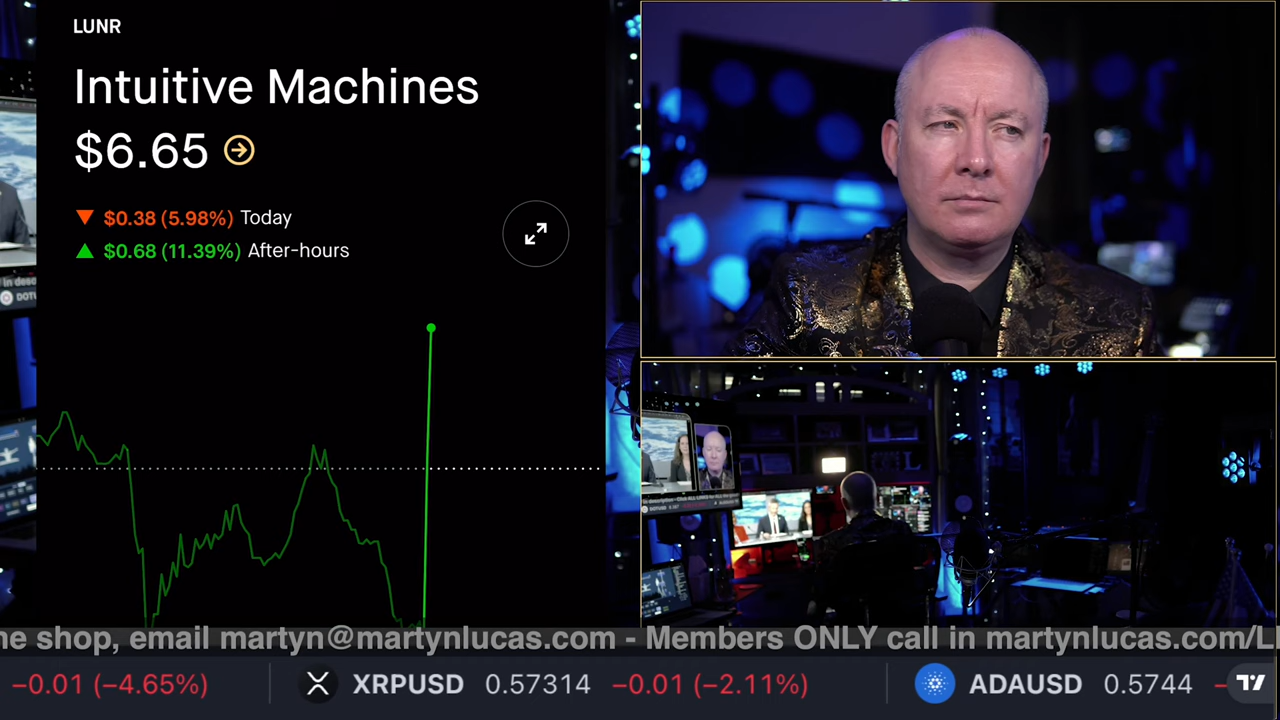 LUNR
Intuitive Machines
$6.65
$0.38 (5.98%) Today
$0.68 (11.39%) After-hours
ne shop, email martyn@martynlucas.com - Members ONLY call in martynlucas.com/L
−0.01 (−4.65%) XRPUSD 0.57314 −0.01 (−2.11%) ADAUSD 0.5744 −